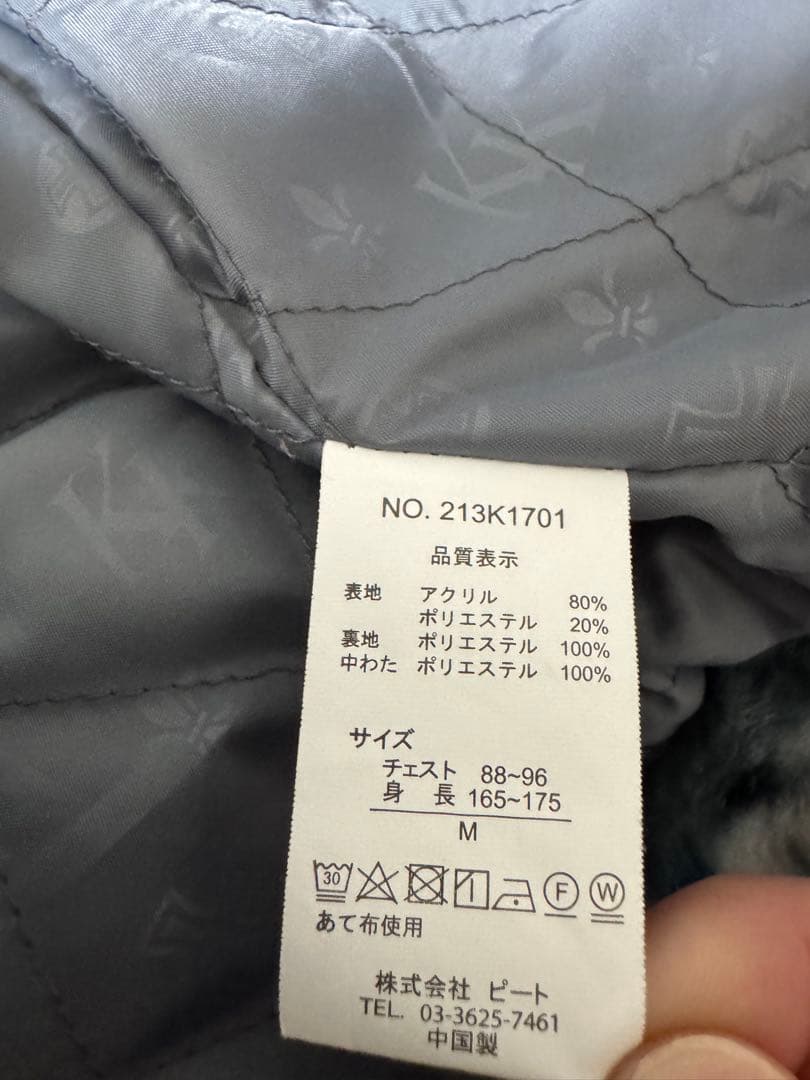 NO. 213K1701
品質表示
表地 アクリル 80%
ポリエステル 20%
裏地 ポリエステル 100%
中わた ポリエステル 100%
サイズ
チェスト 88~96
身 長 165~175
M
30 F W
あて布使用
株式会社 ピート
TEL. 03-3625-7461
中国製